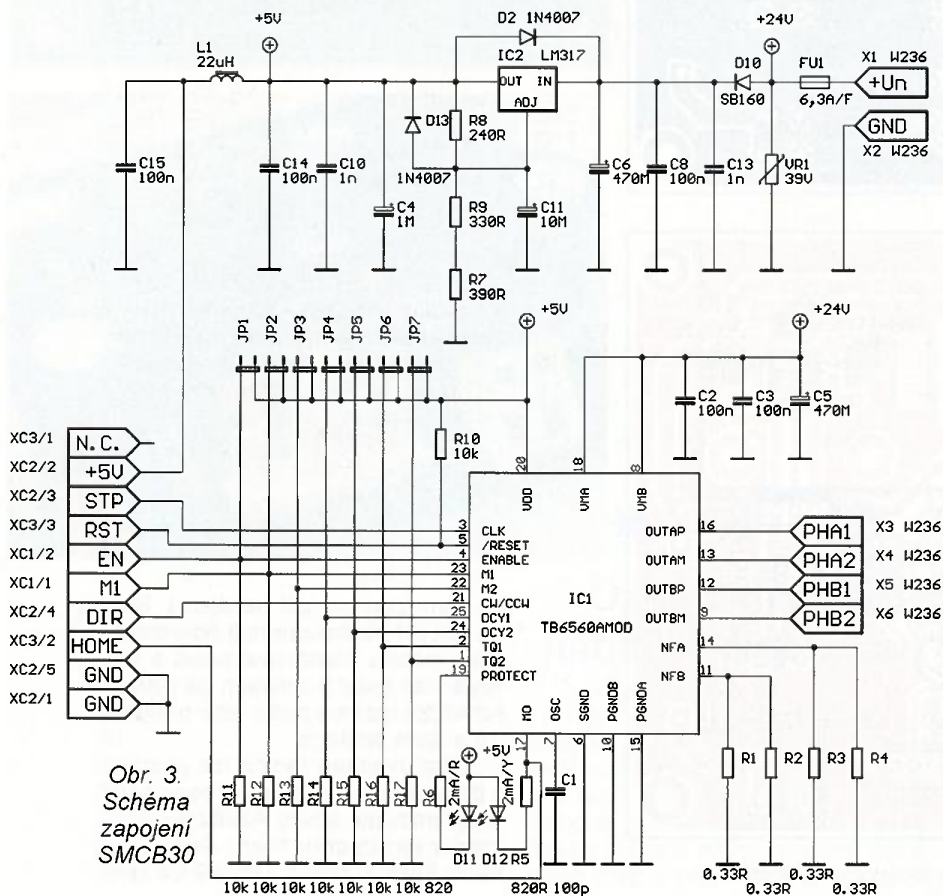 +5V
+24V
D2 1N4007
L1
22uH
IC2 LM317
OUT IN
ADJ
D10
SB160
FU1
6,3A/F
X1 W236
+Un
GND
X2 W236
D13
1N4007
R8
240R
C15
100n
C14
100n
C10
1n
C4
1M
R9
330R
C11
10M
C6
470M
C8
100n
C13
1n
VR1
39V
R7
390R
JP1
JP2
JP3
JP4
JP5
JP6
JP7
+5V
+24V
C2
100n
C3
100n
C5
470M
R10
10k
XC3/1 N.C.
XC2/2 +5V
XC2/3 STP
XC3/3 RST
XC1/2 EN
XC1/1 M1
XC2/4 DIR
XC3/2 HOME
XC2/5 GND
XC2/1 GND
20 18 8
VDD VMA VMB
3 CLK
5 /RESET
4 ENABLE
23 M1
22 M2
21 CW/CCW
25 DCY1
24 DCY2
2 TQ1
1 TQ2
19 PROTECT
IC1
TB6560AMOD
OUTAP 16 PHA1 X3 W236
OUTAM 13 PHA2 X4 W236
OUTBP 12 PHB1 X5 W236
OUTBM 9 PHB2 X6 W236
NFA 14
NFB 11
MO OSC SGND PGNDB PGNDA
17 7 6 10 15
+5V
2mA/R
2mA/Y
D11 D12 R5
C1
R11 R12 R13 R14 R15 R16 R17 R6
R1 R2 R3 R4
10k 10k 10k 10k 10k 10k 10k 820
820R 100p
0.33R 0.33R 0.33R 0.33R
Obr. 3.
Schéma
zapojení
SMCB30